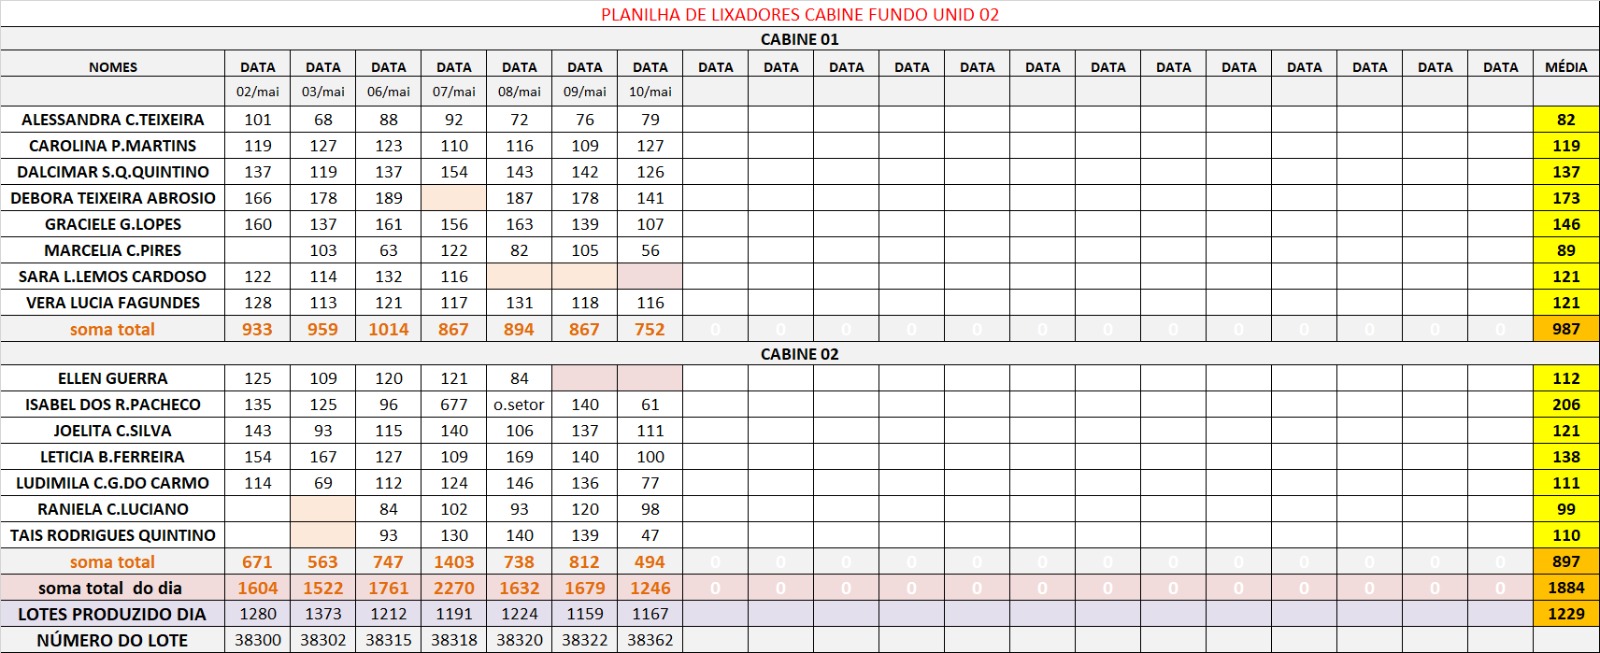 PLANILHA DE LIXADORES CABINE FUNDO UNID 02
CABINE 01
NOMES DATA DATA DATA DATA DATA DATA DATA DATA DATA DATA DATA DATA DATA DATA DATA DATA DATA DATA DATA DATA MÉDIA
02/mai 03/mai 06/mai 07/mai 08/mai 09/mai 10/mai
ALESSANDRA C.TEIXEIRA 101 68 88 92 72 76 79 82
CAROLINA P.MARTINS 119 127 123 110 116 109 127 119
DALCIMAR S.Q.QUINTINO 137 119 137 154 143 142 126 137
DEBORA TEIXEIRA ABROSIO 166 178 189 187 178 141 173
GRACIELE G.LOPES 160 137 161 156 163 139 107 146
MARCELIA C.PIRES 103 63 122 82 105 56 89
SARA L.LEMOS CARDOSO 122 114 132 116 121
VERA LUCIA FAGUNDES 128 113 121 117 131 118 116 121
soma total 933 959 1014 867 894 867 752 0 0 0 0 0 0 0 0 0 0 0 0 0 987
CABINE 02
ELLEN GUERRA 125 109 120 121 84 112
ISABEL DOS R.PACHECO 135 125 96 677 o.setor 140 61 206
JOELITA C.SILVA 143 93 115 140 106 137 111 121
LETICIA B.FERREIRA 154 167 127 109 169 140 100 138
LUDIMILA C.G.DO CARMO 114 69 112 124 146 136 77 111
RANIELA C.LUCIANO 84 102 93 120 98 99
TAIS RODRIGUES QUINTINO 93 130 140 139 47 110
soma total 671 563 747 1403 738 812 494 0 0 0 0 0 0 0 0 0 0 0 0 0 897
soma total do dia 1604 1522 1761 2270 1632 1679 1246 0 0 0 0 0 0 0 0 0 0 0 0 0 1884
LOTES PRODUZIDO DIA 1280 1373 1212 1191 1224 1159 1167 1229
NÚMERO DO LOTE 38300 38302 38315 38318 38320 38322 38362